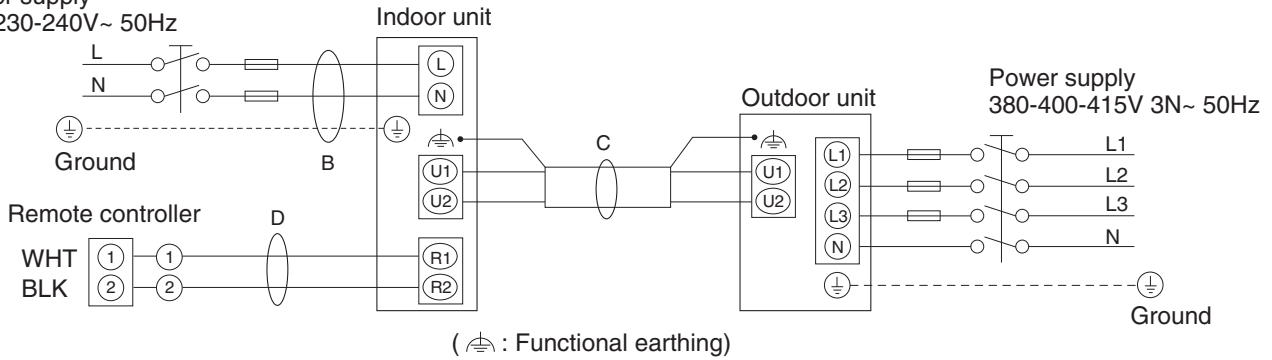 230-240V~ 50Hz
Indoor unit
L
N
L
N
Ground
B
C
U1
U2
Outdoor unit
U1
U2
L1
L2
L3
N
Power supply
380-400-415V 3N~ 50Hz
L1
L2
L3
N
Ground
Remote controller
D
WHT 1 1
BLK 2 2
R1
R2
( : Functional earthing)